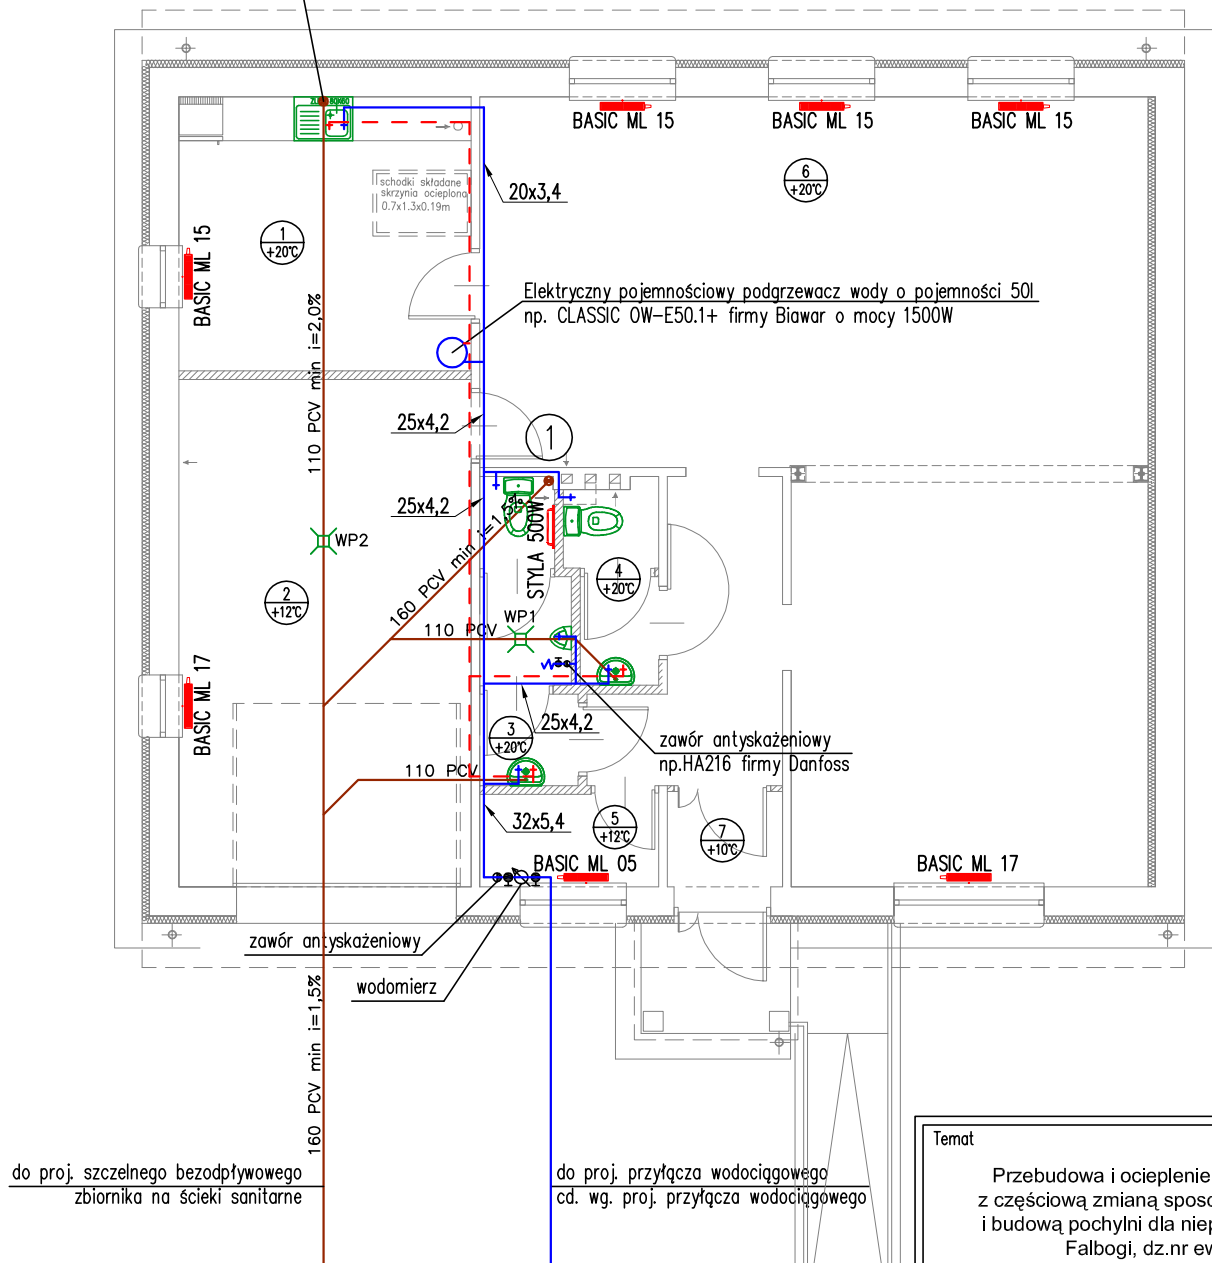 ZL 80X60
BASIC ML 15
BASIC ML 15
BASIC ML 15
6
+20°C
schodki składane
skrzynia ocieplona
0.7x1.3x0.19m
20x3,4
1
+20°C
BASIC ML 15
Elektryczny pojemnościowy podgrzewacz wody o pojemności 50l
np. CLASSIC OW-E50.1+ firmy Biawar o mocy 1500W
110 PCV min i=2,0%
25x4,2
1
25x4,2
160 PCV min i=1,5%
STYLA 500W
WP2
4
+20°C
2
+12°C
WP1
110 PCV
BASIC ML 17
3
+20°C
25x4,2
zawór antyskażeniowy
np.HA216 firmy Danfoss
110 PCV
32x5,4
5
+12°C
7
+10°C
BASIC ML 05
BASIC ML 17
zawór antyskażeniowy
wodomierz
160 PCV min i=1,5%
do proj. szczelnego bezodpływowego
zbiornika na ścieki sanitarne
do proj. przyłącza wodociągowego
cd. wg. proj. przyłącza wodociągowego
Temat
Przebudowa i ocieplenie
z częściową zmianą sposo
i budową pochylni dla niep
Falbogi, dz.nr ew